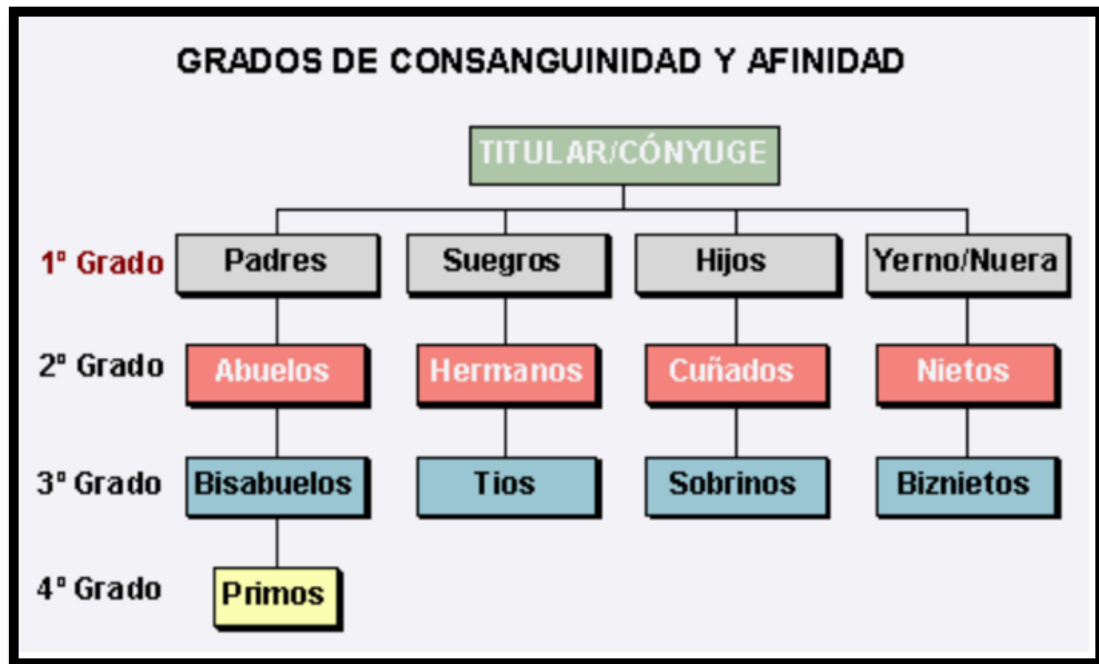 GRADOS DE CONSANGUINIDAD Y AFINIDAD
TITULAR/CÓNYUGE
1º Grado Padres Suegros Hijos Yerno/Nuera
2º Grado Abuelos Hermanos Cuñados Nietos
3º Grado Bisabuelos Tios Sobrinos Biznietos
4º Grado Primos